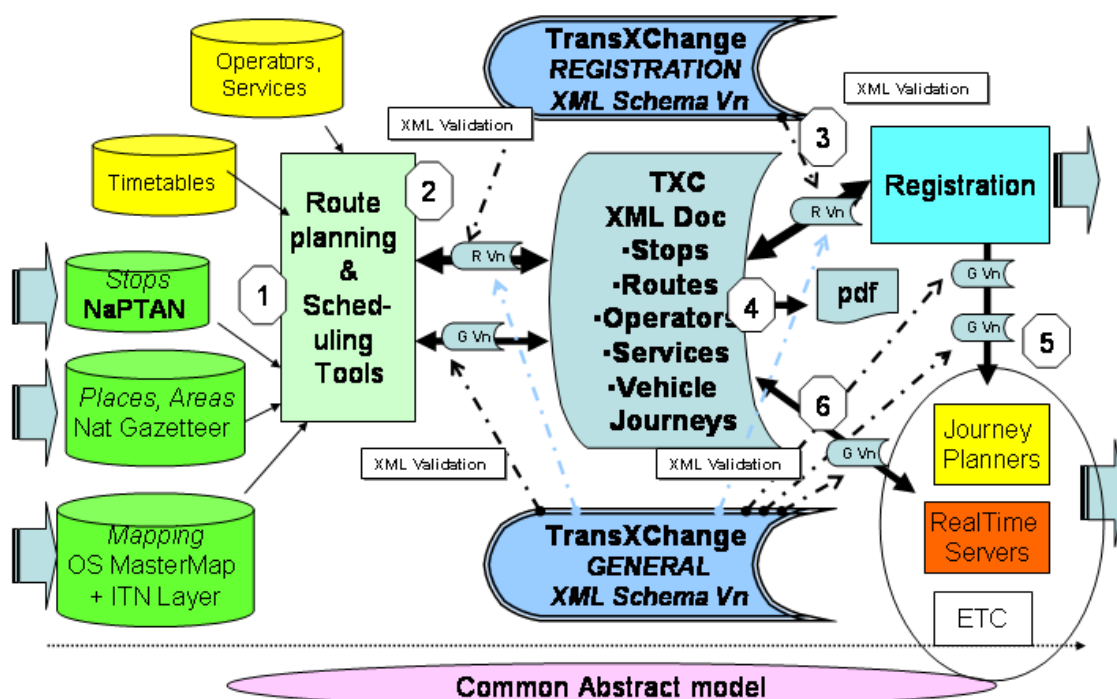 Operators,
Services
Timetables
Stops
NaPTAN
Places, Areas
Nat Gazetteer
Mapping
OS MasterMap
+ ITN Layer
1
Route
planning
&
Sched-
uling
Tools
2
XML Validation
R Vn
G Vn
XML Validation
TransXChange
REGISTRATION
XML Schema Vn
XML Validation
3
TXC
XML Doc
·Stops
·Routes
·Operators
·Services
·Vehicle
Journeys
R Vn
Registration
4
pdf
G Vn
G Vn
5
6
G Vn
XML Validation
TransXChange
GENERAL
XML Schema Vn
Journey
Planners
RealTime
Servers
ETC
Common Abstract model